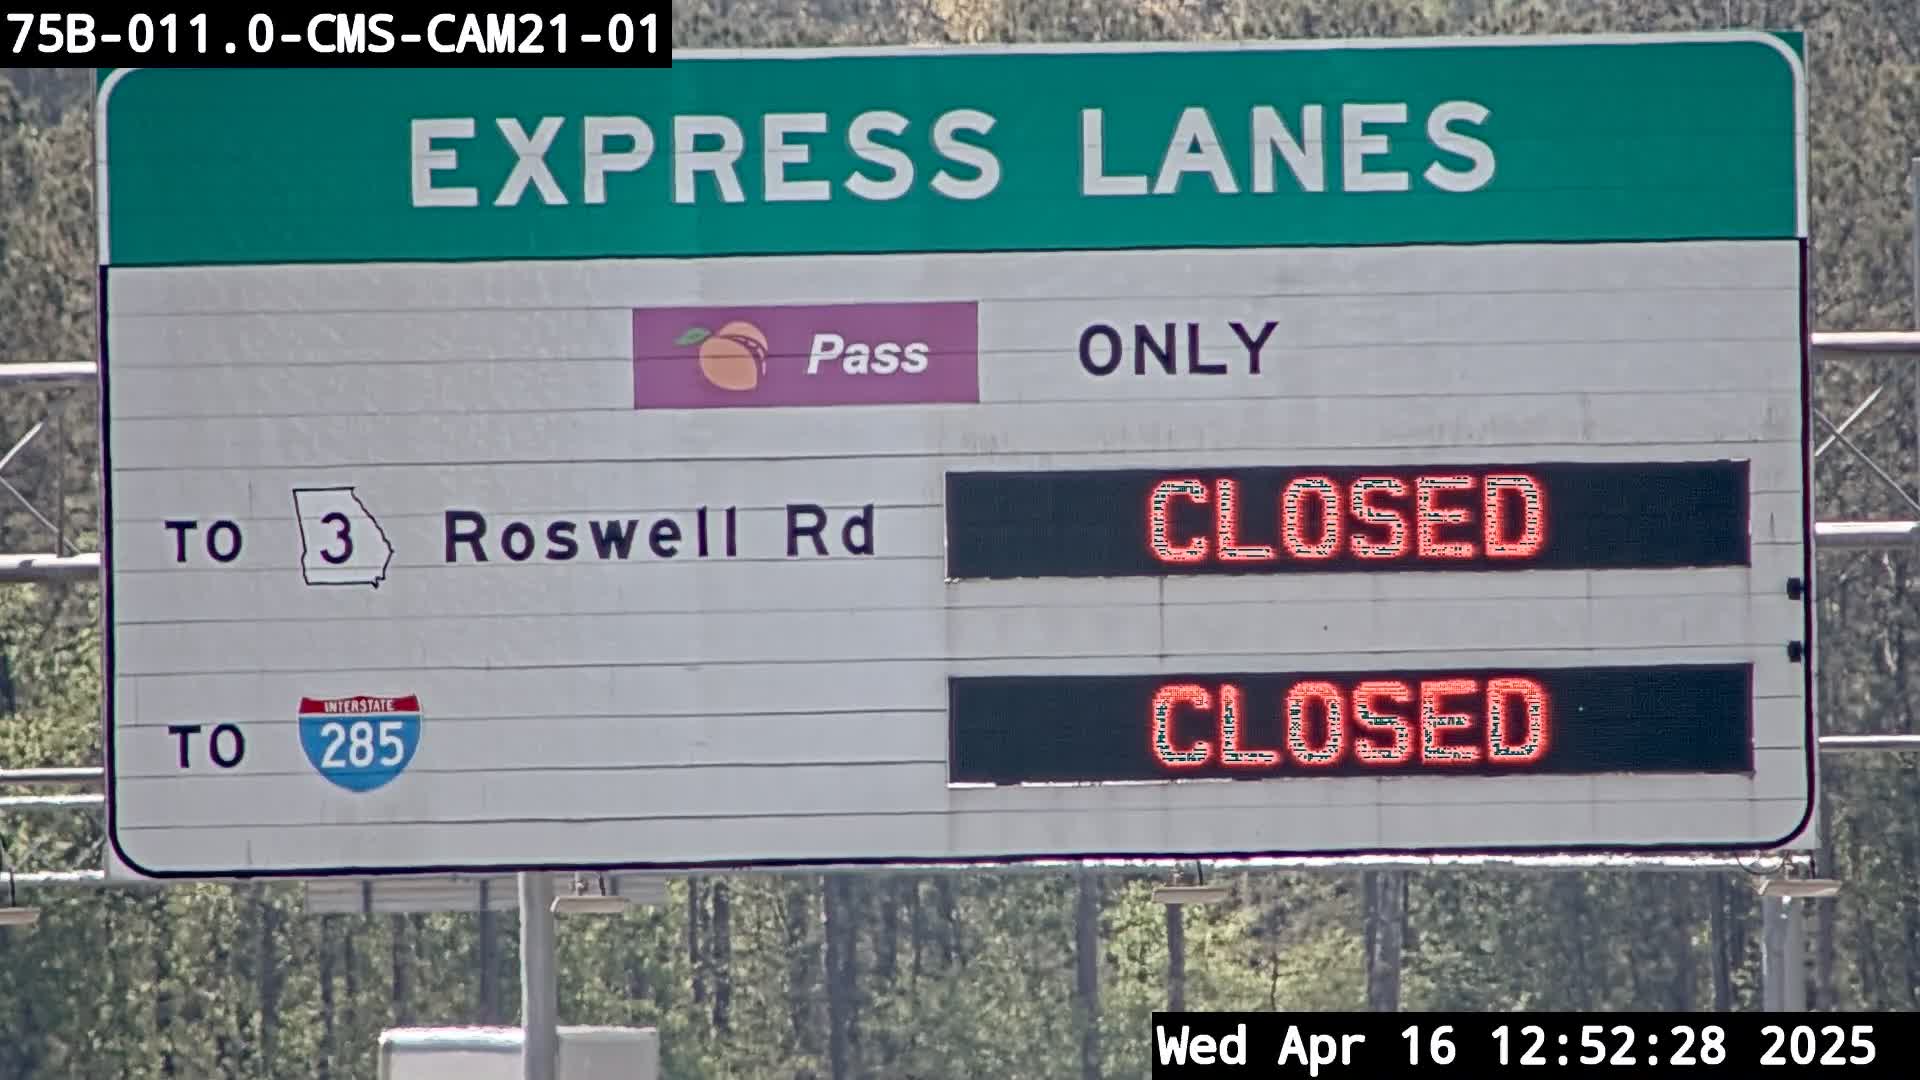 75B-011.0-CMS-CAM21-01
EXPRESS LANES
Pass ONLY
TO 3 Roswell Rd CLOSED
TO INTERSTATE 285 CLOSED
Wed Apr 16 12:52:28 2025